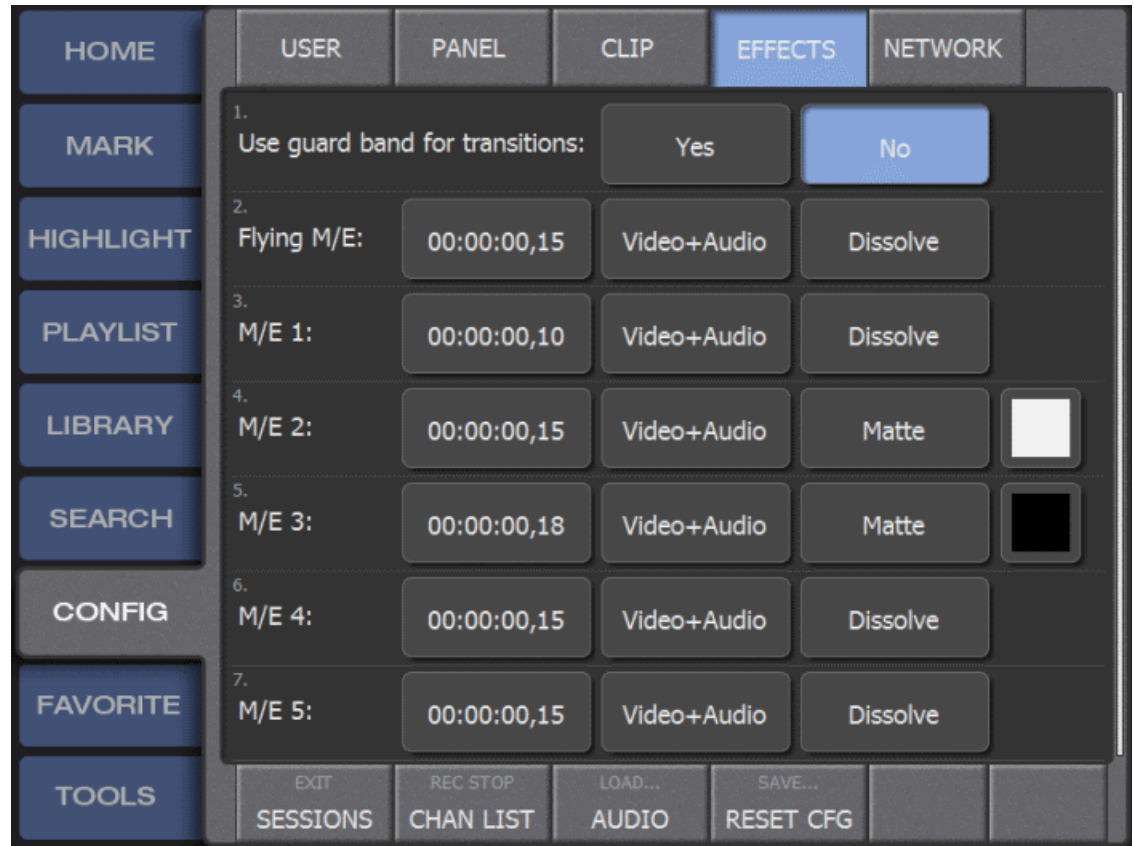 HOME
MARK
HIGHLIGHT
PLAYLIST
LIBRARY
SEARCH
CONFIG
FAVORITE
TOOLS
USER PANEL CLIP EFFECTS NETWORK
1.
Use guard band for transitions: Yes No
2.
Flying M/E: 00:00:00,15 Video+Audio Dissolve
3.
M/E 1: 00:00:00,10 Video+Audio Dissolve
4.
M/E 2: 00:00:00,15 Video+Audio Matte
5.
M/E 3: 00:00:00,18 Video+Audio Matte
6.
M/E 4: 00:00:00,15 Video+Audio Dissolve
7.
M/E 5: 00:00:00,15 Video+Audio Dissolve
EXIT REC STOP LOAD... SAVE...
SESSIONS CHAN LIST AUDIO RESET CFG